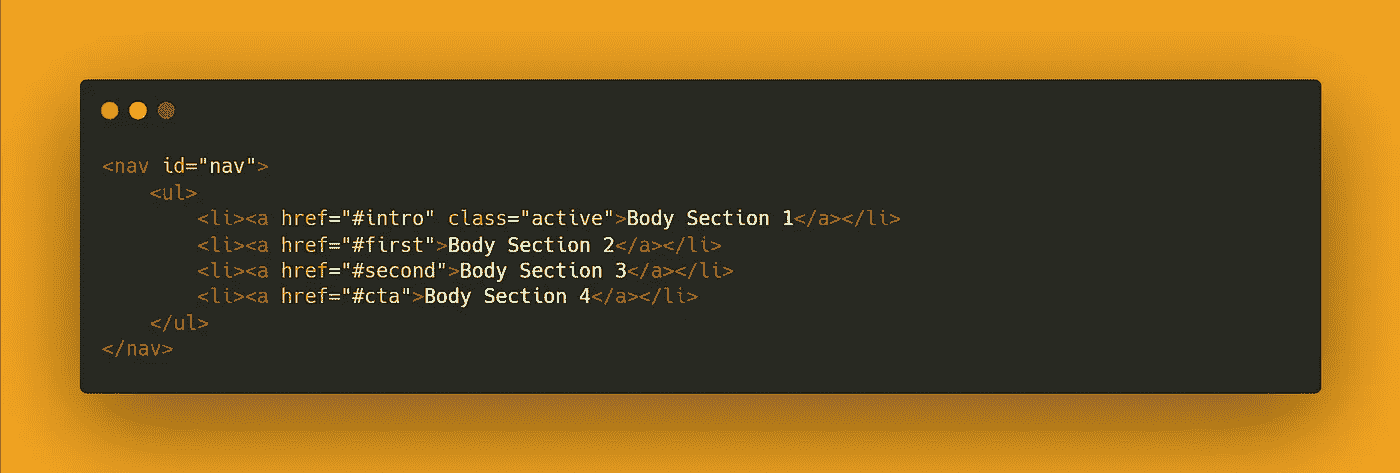 <nav id="nav">
    <ul>
        <li><a href="#intro" class="active">Body Section 1</a></li>
        <li><a href="#first">Body Section 2</a></li>
        <li><a href="#second">Body Section 3</a></li>
        <li><a href="#cta">Body Section 4</a></li>
    </ul>
</nav>